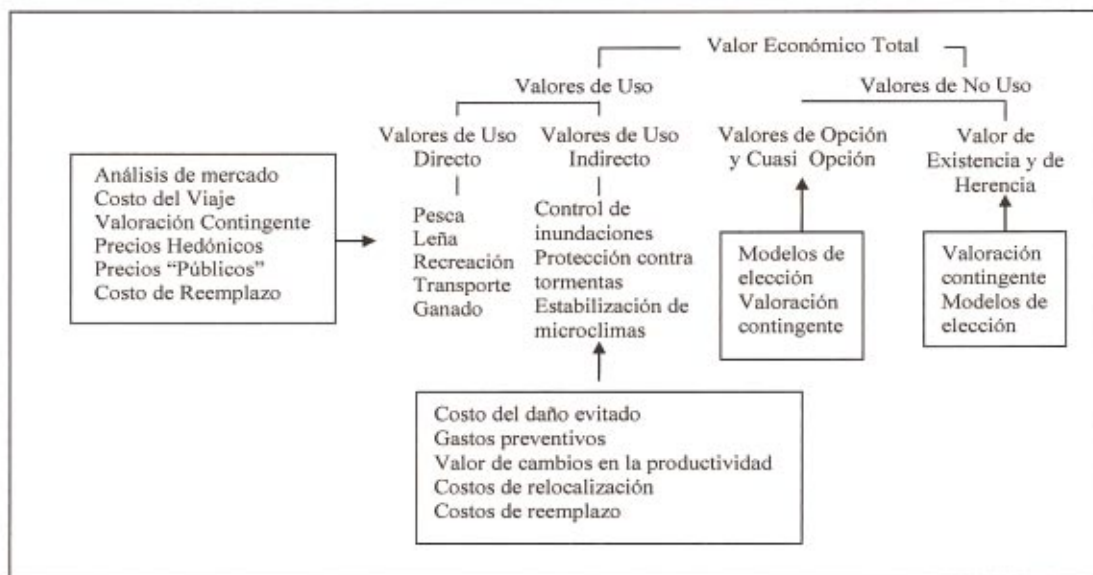 Valor Económico Total
Valores de Uso
Valores de No Uso
Valores de Uso
Directo
Valores de Uso
Indirecto
Valores de Opción
y Cuasi Opción
Valor de
Existencia y de
Herencia
Análisis de mercado
Costo del Viaje
Valoración Contingente
Precios Hedónicos
Precios “Públicos”
Costo de Reemplazo
Pesca
Leña
Recreación
Transporte
Ganado
Control de
inundaciones
Protección contra
tormentas
Estabilización de
microclimas
Modelos de
elección
Valoración
contingente
Valoración
contingente
Modelos de
elección
Costo del daño evitado
Gastos preventivos
Valor de cambios en la productividad
Costos de relocalización
Costos de reemplazo